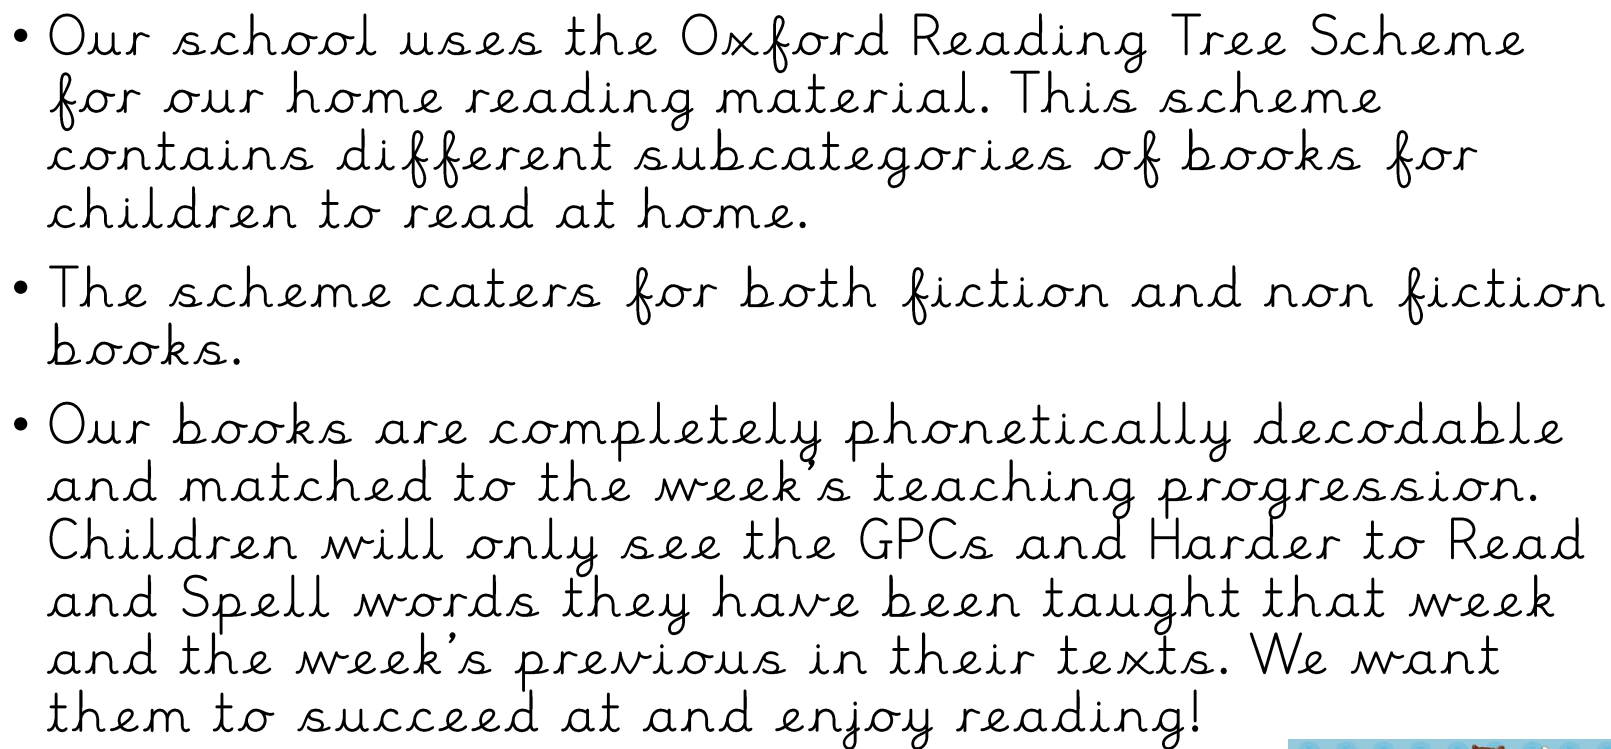 • Our school uses the Oxford Reading Tree Scheme
for our home reading material. This scheme
contains different subcategories of books for
children to read at home.
• The scheme caters for both fiction and non fiction
books.
• Our books are completely phonetically decodable
and matched to the week’s teaching progression.
Children will only see the GPCs and Harder to Read
and Spell words they have been taught that week
and the week’s previous in their texts. We want
them to succeed at and enjoy reading!